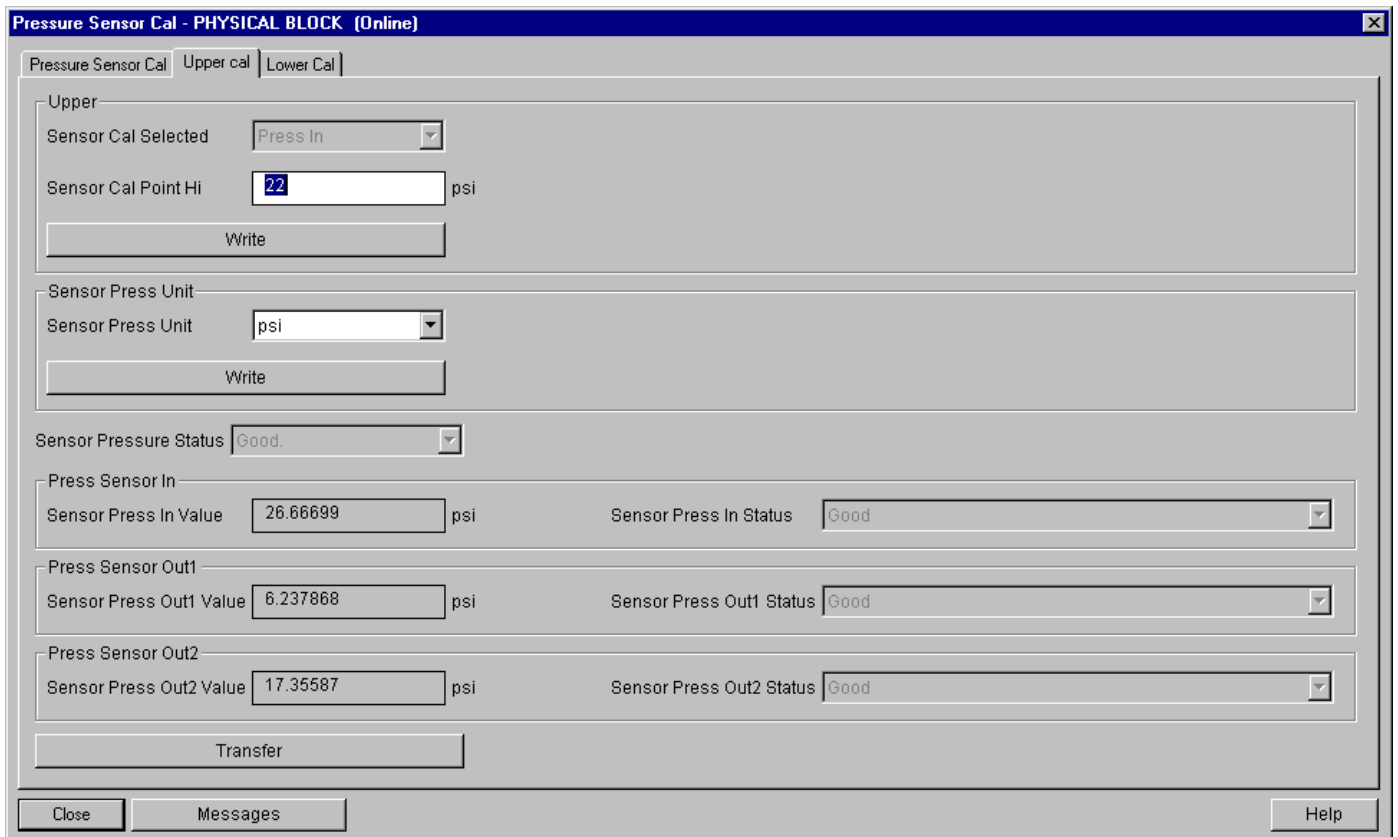 Pressure Sensor Cal - PHYSICAL BLOCK (Online)
Pressure Sensor Cal Upper cal Lower Cal
Upper
Sensor Cal Selected Press In
Sensor Cal Point Hi 22 psi
Write
Sensor Press Unit
Sensor Press Unit psi
Write
Sensor Pressure Status Good.
Press Sensor In
Sensor Press In Value 26.66699 psi Sensor Press In Status Good
Press Sensor Out1
Sensor Press Out1 Value 6.237868 psi Sensor Press Out1 Status Good
Press Sensor Out2
Sensor Press Out2 Value 17.35587 psi Sensor Press Out2 Status Good
Transfer
Close Messages Help